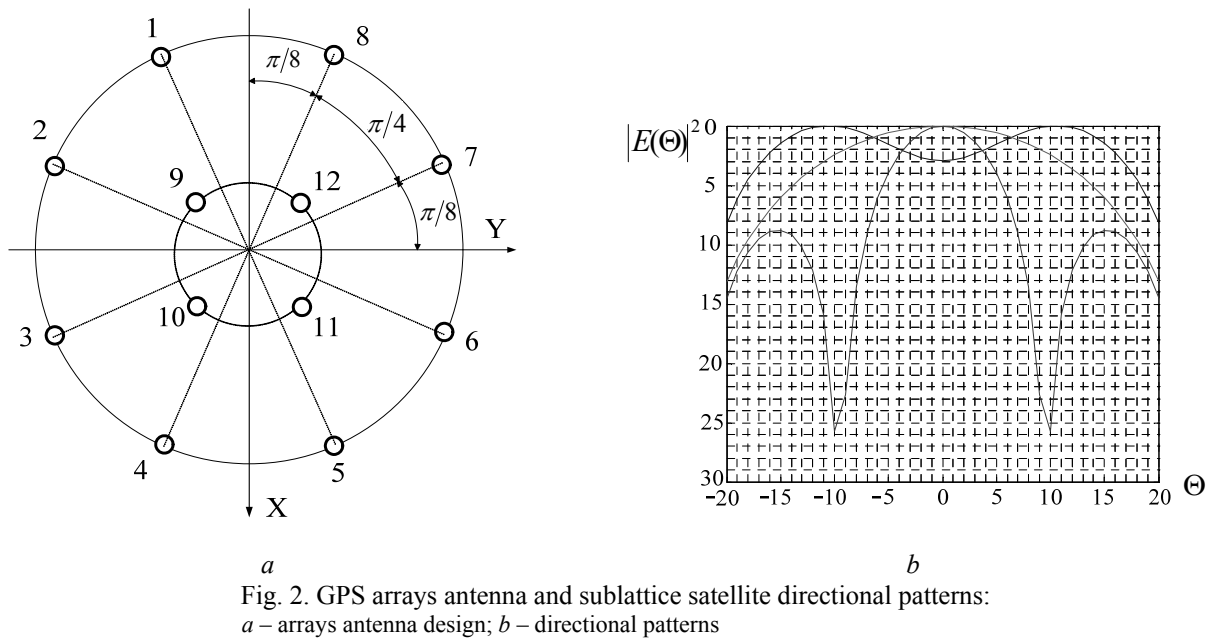 1
8
π/8
2
π/4
7
9
12
π/8
Y
10
11
3
6
4
5
X
|E(Θ)|²
0
5
10
15
20
25
30
−20 −15 −10 −5 0 5 10 15 20 Θ
a b
Fig. 2. GPS arrays antenna and sublattice satellite directional patterns:
a – arrays antenna design; b – directional patterns